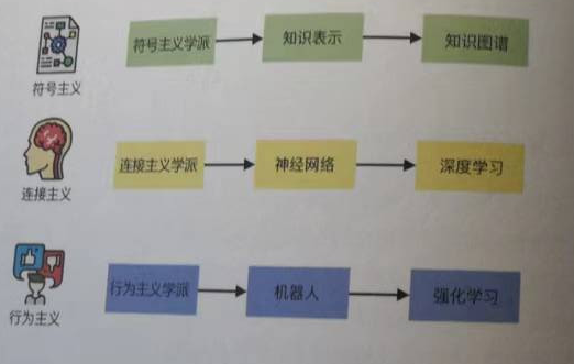 符号主义学派
知识表示
知识图谱
符号主义
连接主义学派
神经网络
深度学习
连接主义
行为主义学派
机器人
强化学习
行为主义